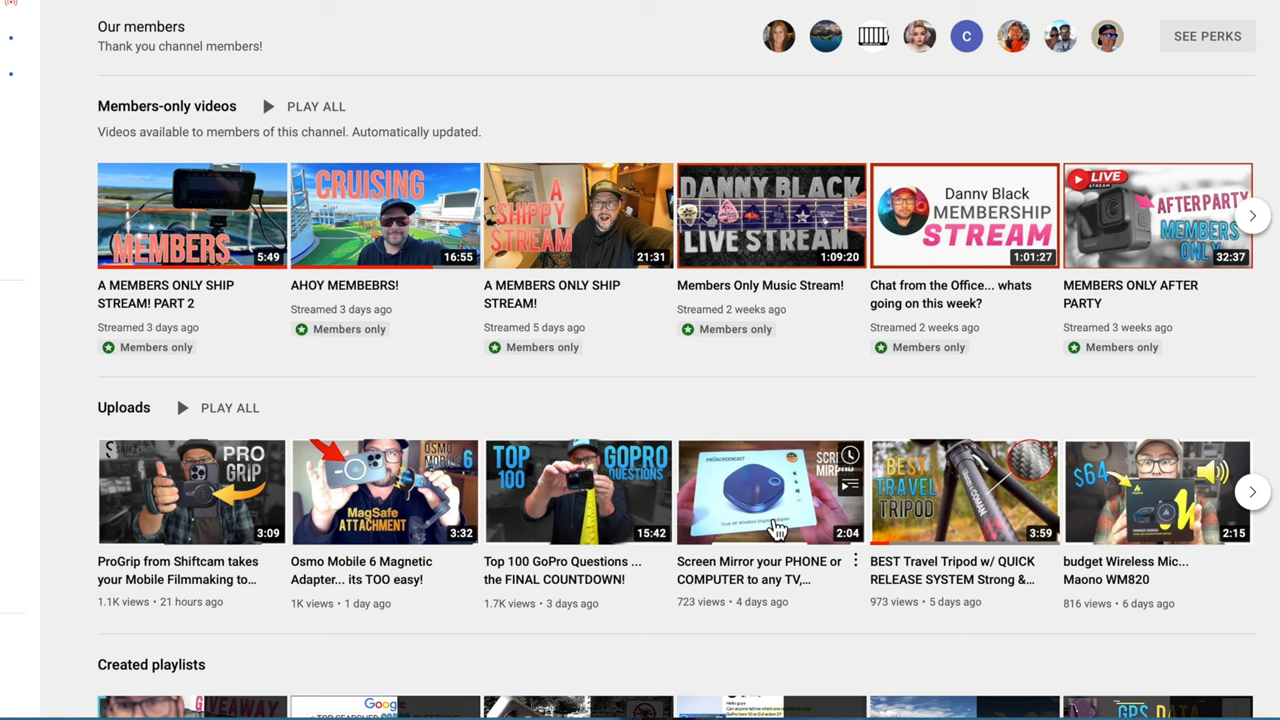 Our members
Thank you channel members!
C
SEE PERKS
Members-only videos
PLAY ALL
Videos available to members of this channel. Automatically updated.
MEMBERS
5:49
CRUISING
16:55
A
SHIPPY
STREAM
21:31
DANNY BLACK
LIVE STREAM
1:09:20
Danny Black
MEMBERSHIP
STREAM
1:01:27
LIVE
STREAM
AFTER PARTY
MEMBERS
ONLY
32:37
A MEMBERS ONLY SHIP
STREAM! PART 2
Streamed 3 days ago
Members only
AHOY MEMBEBRS!
Streamed 3 days ago
Members only
A MEMBERS ONLY SHIP
STREAM!
Streamed 5 days ago
Members only
Members Only Music Stream!
Streamed 2 weeks ago
Members only
Chat from the Office... whats
going on this week?
Streamed 2 weeks ago
Members only
MEMBERS ONLY AFTER
PARTY
Streamed 3 weeks ago
Members only
Uploads
PLAY ALL
PRO
GRIP
3:09
OSMO
MOBILE 6
MagSafe
ATTACHMENT
3:32
TOP
100
GOPRO
QUESTIONS
15:42
2:04
BEST
TRAVEL
TRIPOD
3:59
$64
2:15
ProGrip from Shiftcam takes
your Mobile Filmmaking to...
1.1K views • 21 hours ago
Osmo Mobile 6 Magnetic
Adapter... its TOO easy!
1K views • 1 day ago
Top 100 GoPro Questions ...
the FINAL COUNTDOWN!
1.7K views • 3 days ago
Screen Mirror your PHONE or
COMPUTER to any TV,...
723 views • 4 days ago
BEST Travel Tripod w/ QUICK
RELEASE SYSTEM Strong &...
973 views • 5 days ago
budget Wireless Mic...
Maono WM820
816 views • 6 days ago
Created playlists
GIVEAWAY
Google
GPS DATA